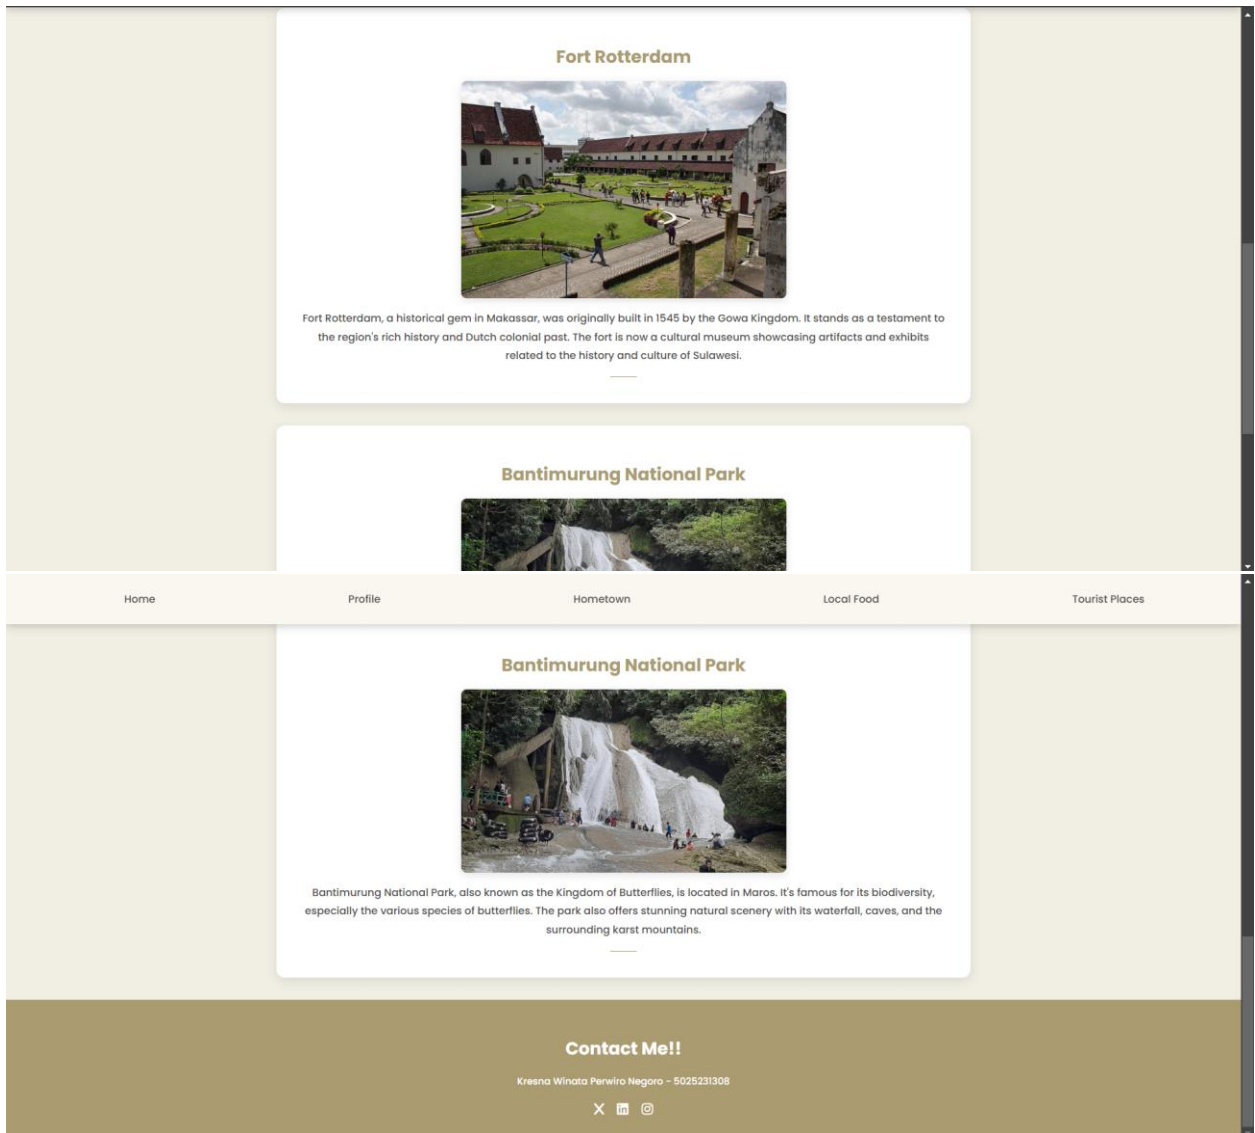 Fort Rotterdam
Fort Rotterdam, a historical gem in Makassar, was originally built in 1545 by the Gowa Kingdom. It stands as a testament to
the region's rich history and Dutch colonial past. The fort is now a cultural museum showcasing artifacts and exhibits
related to the history and culture of Sulawesi.
Bantimurung National Park
Home Profile Hometown Local Food Tourist Places
Bantimurung National Park
Bantimurung National Park, also known as the Kingdom of Butterflies, is located in Maros. It's famous for its biodiversity,
especially the various species of butterflies. The park also offers stunning natural scenery with its waterfall, caves, and the
surrounding karst mountains.
Contact Me!!
Kresna Winata Perwiro Negoro - 5025231308